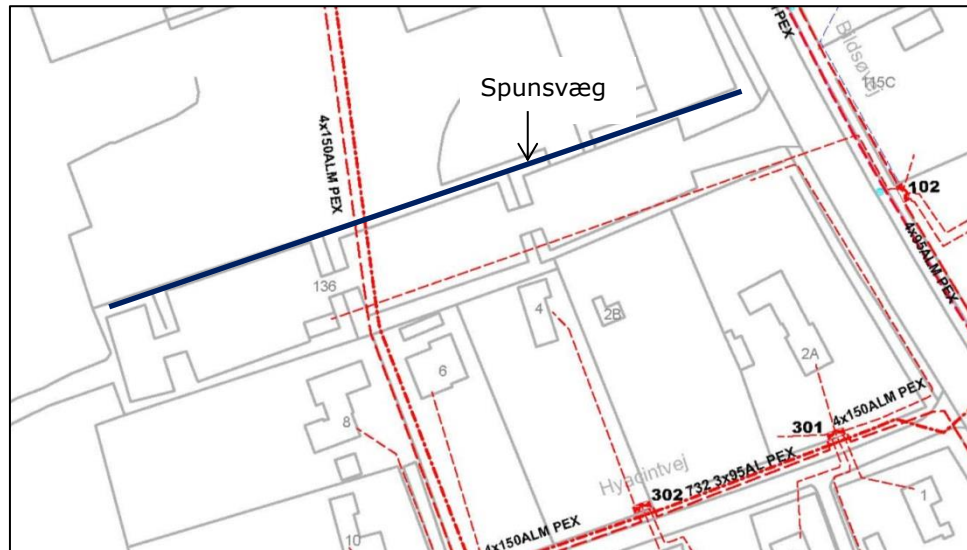 PEX
Bildsøvej
115C
Spunsvæg
4x150ALM PEX
102
4x95ALM PEX
136
4
2B
6
2A
8
301
4x150ALM PEX
732 3x95AL PEX
Hyacintvej
302
1
10
4x150ALM PEX